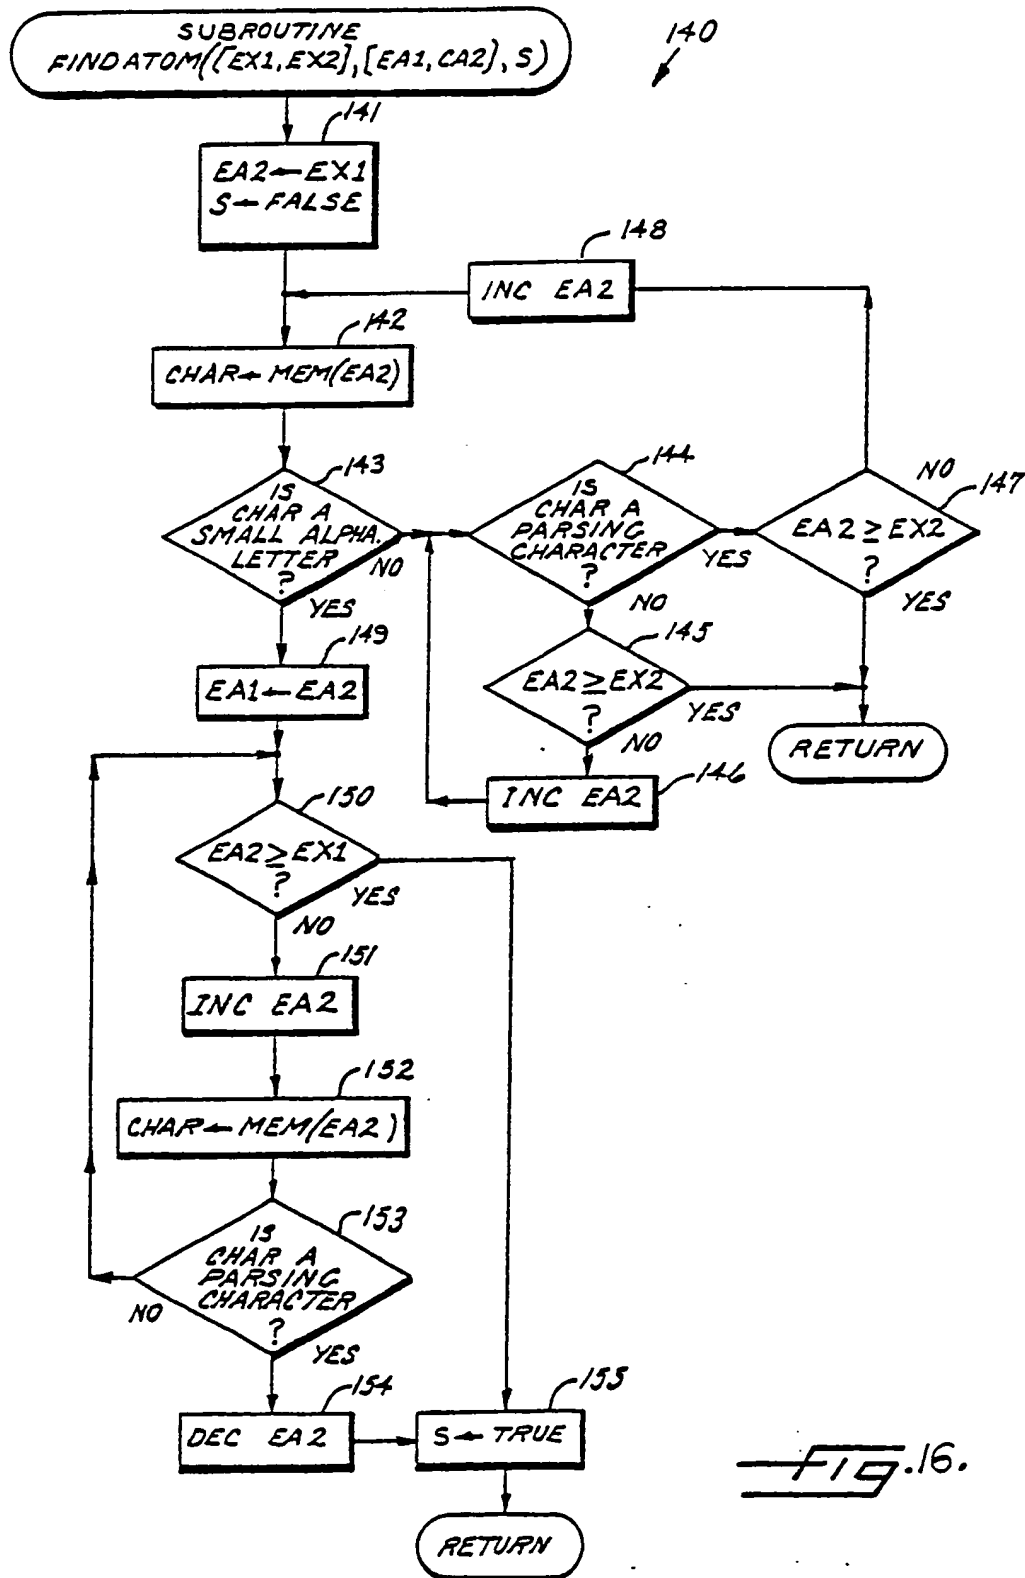 SUBROUTINE
FINDATOM([EX1,EX2],[EA1,CA2],S)
140
141
EA2←EX1
S←FALSE
148
INC EA2
142
CHAR←MEM(EA2)
143
IS
CHAR A
SMALL ALPHA.
LETTER
?
NO
YES
144
IS
CHAR A
PARSING
CHARACTER
?
YES
NO
NO
147
EA2≥EX2
?
YES
145
EA2≥EX2
?
YES
NO
RETURN
146
INC EA2
149
EA1←EA2
150
EA2≥EX1
?
YES
NO
151
INC EA2
152
CHAR←MEM(EA2)
153
IS
CHAR A
PARSING
CHARACTER
?
NO
YES
154
DEC EA2
155
S←TRUE
RETURN
Fig.16.